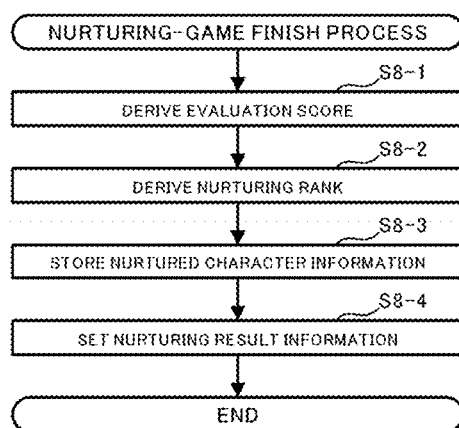 NURTURING-GAME FINISH PROCESS
S8-1
DERIVE EVALUATION SCORE
S8-2
DERIVE NURTURING RANK
S8-3
STORE NURTURED CHARACTER INFORMATION
S8-4
SET NURTURING RESULT INFORMATION
END